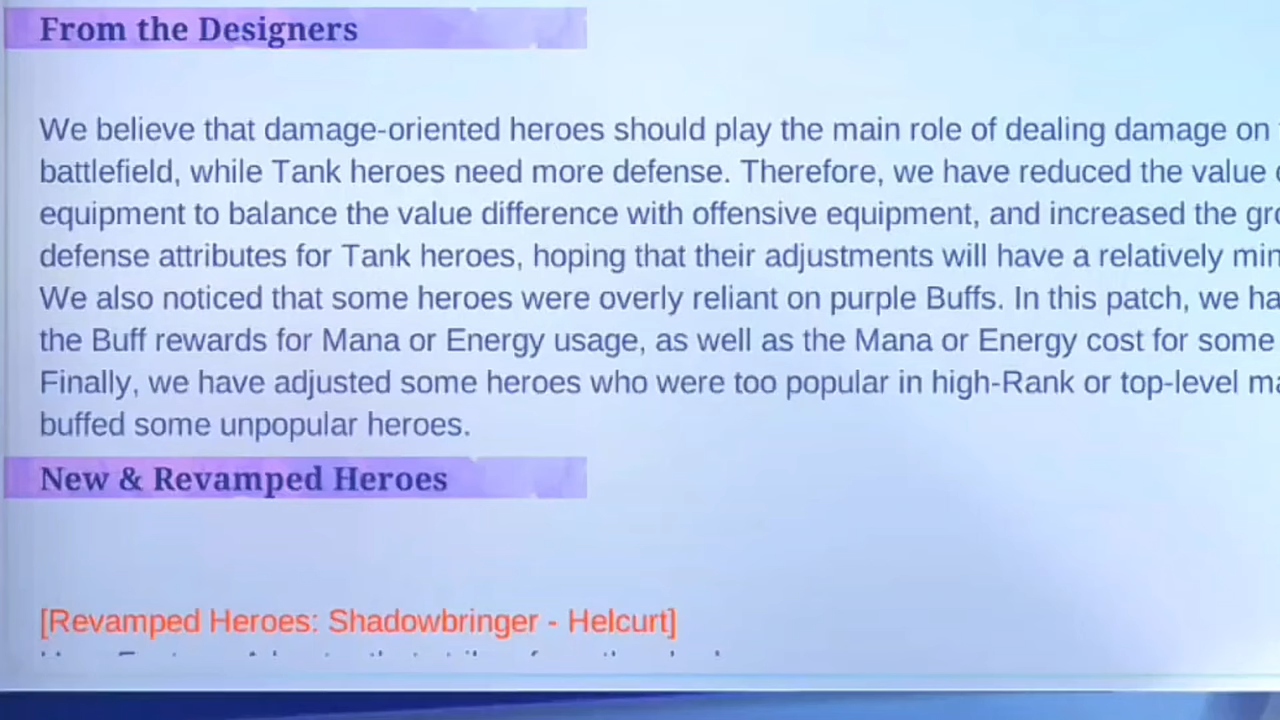 From the Designers
We believe that damage-oriented heroes should play the main role of dealing damage on
battlefield, while Tank heroes need more defense. Therefore, we have reduced the value
equipment to balance the value difference with offensive equipment, and increased the
defense attributes for Tank heroes, hoping that their adjustments will have a relatively
We also noticed that some heroes were overly reliant on purple Buffs. In this patch, we
the Buff rewards for Mana or Energy usage, as well as the Mana or Energy cost for some
Finally, we have adjusted some heroes who were too popular in high-Rank or top-level
buffed some unpopular heroes.
New & Revamped Heroes
[Revamped Heroes: Shadowbringer - Helcurt]